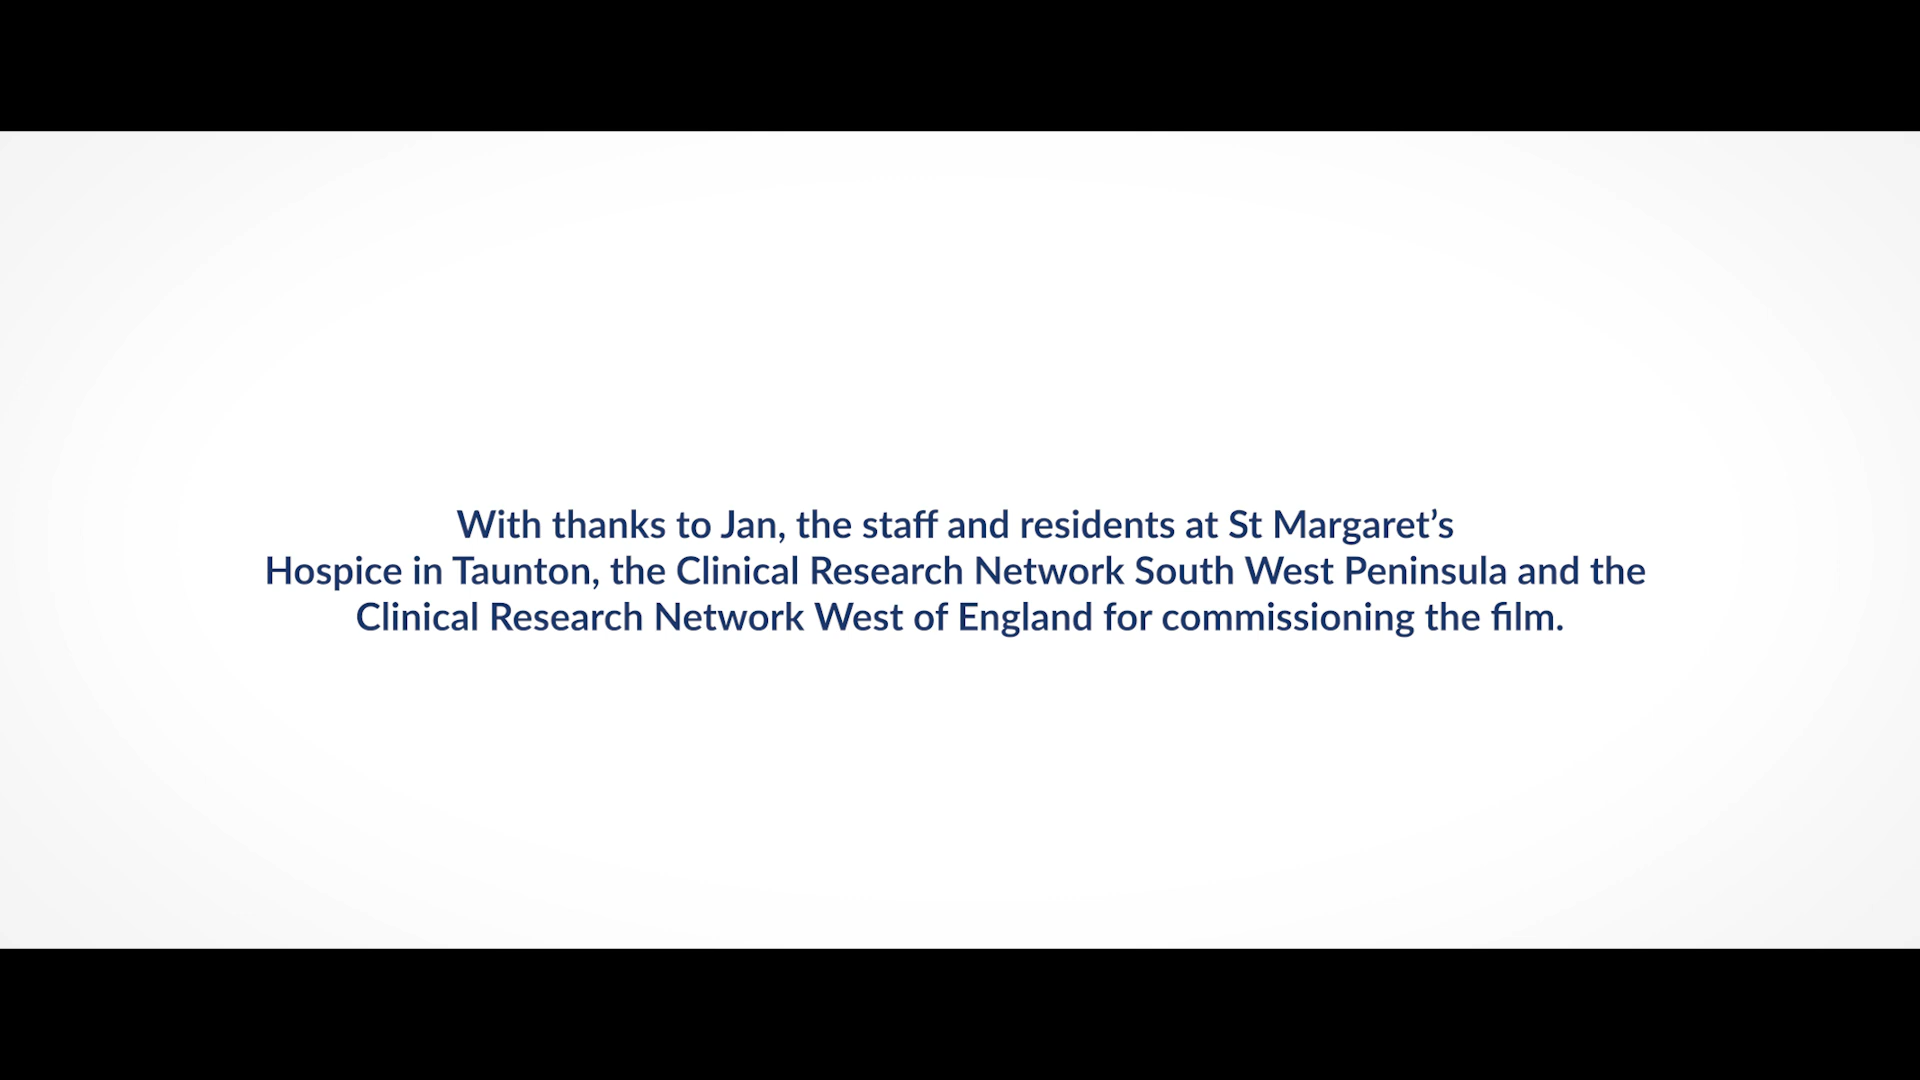 With thanks to Jan, the staff and residents at St Margaret’s
Hospice in Taunton, the Clinical Research Network South West Peninsula and the
Clinical Research Network West of England for commissioning the film.